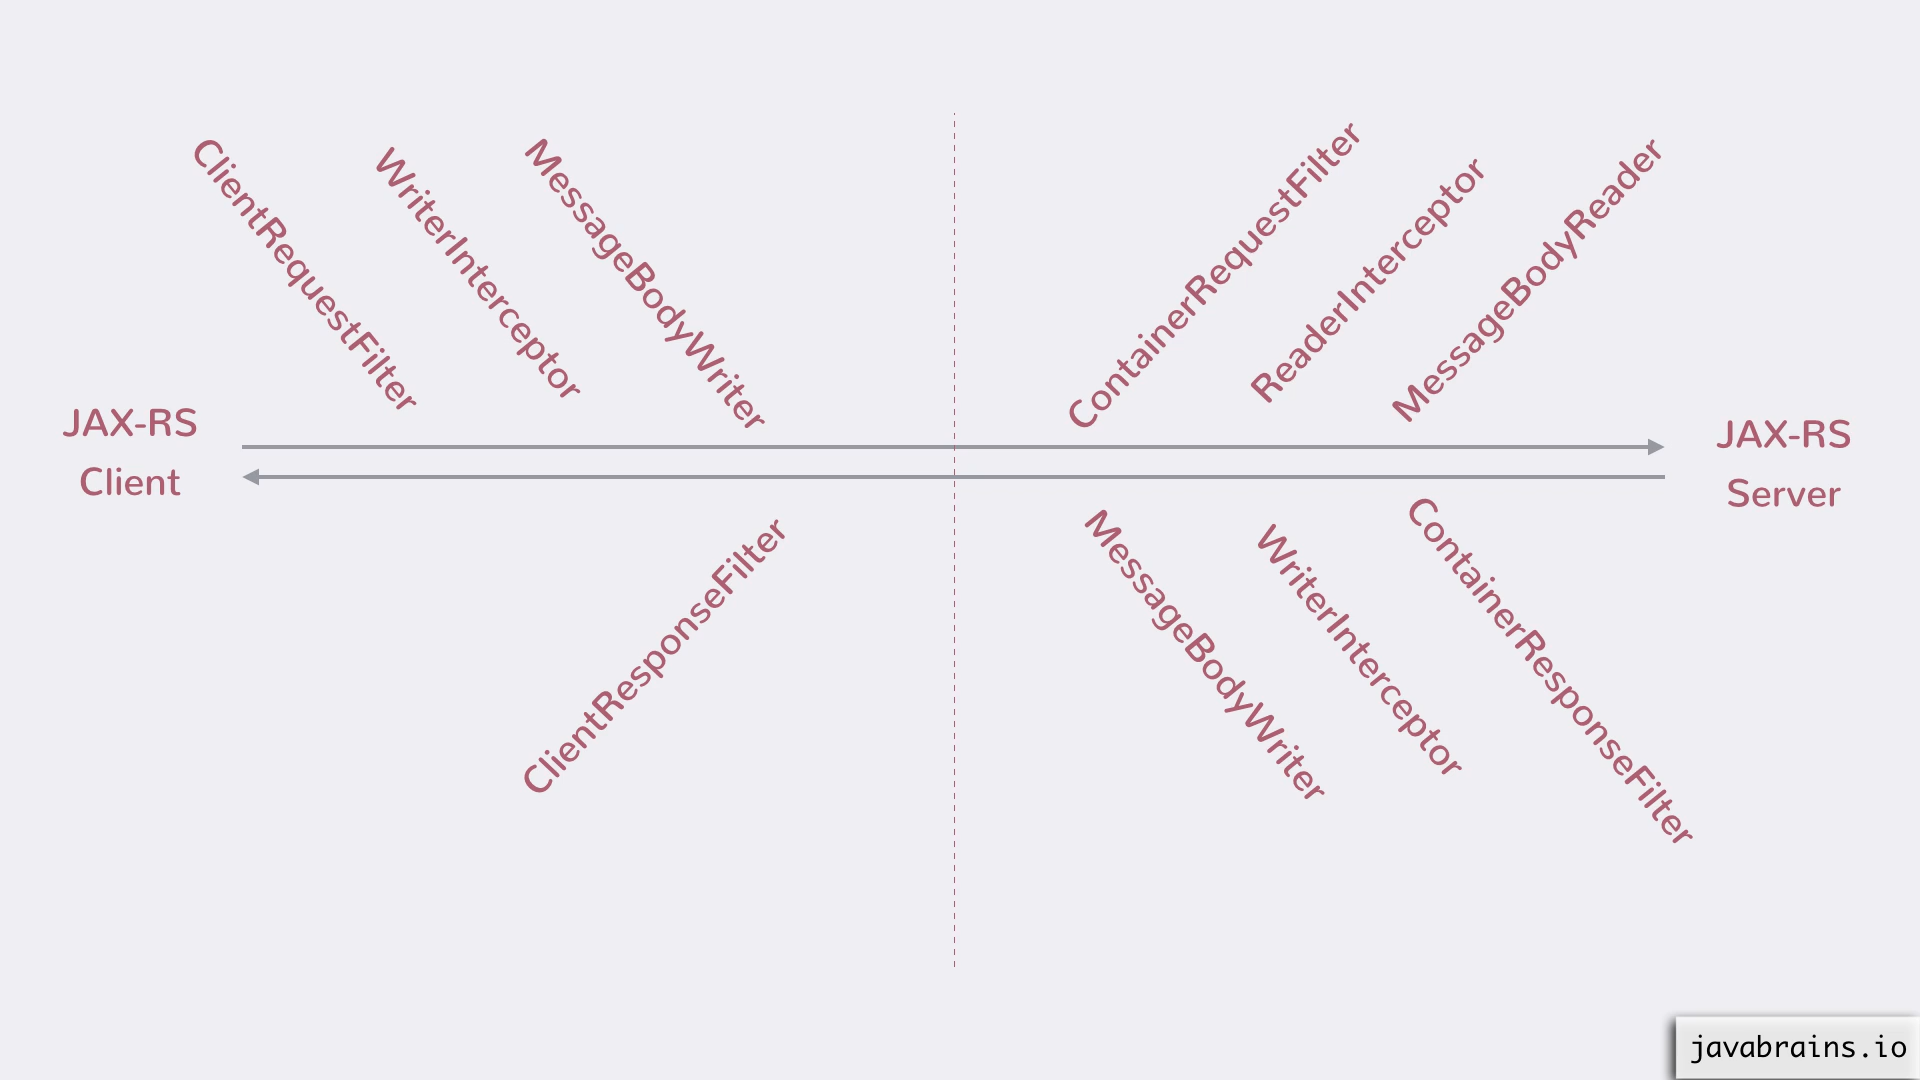 ClientRequestFilter
WriterInterceptor
MessageBodyWriter
ContainerRequestFilter
ReaderInterceptor
MessageBodyReader
JAX-RS
Client
JAX-RS
Server
ClientResponseFilter
MessageBodyWriter
WriterInterceptor
ContainerResponseFilter
javabrains.io